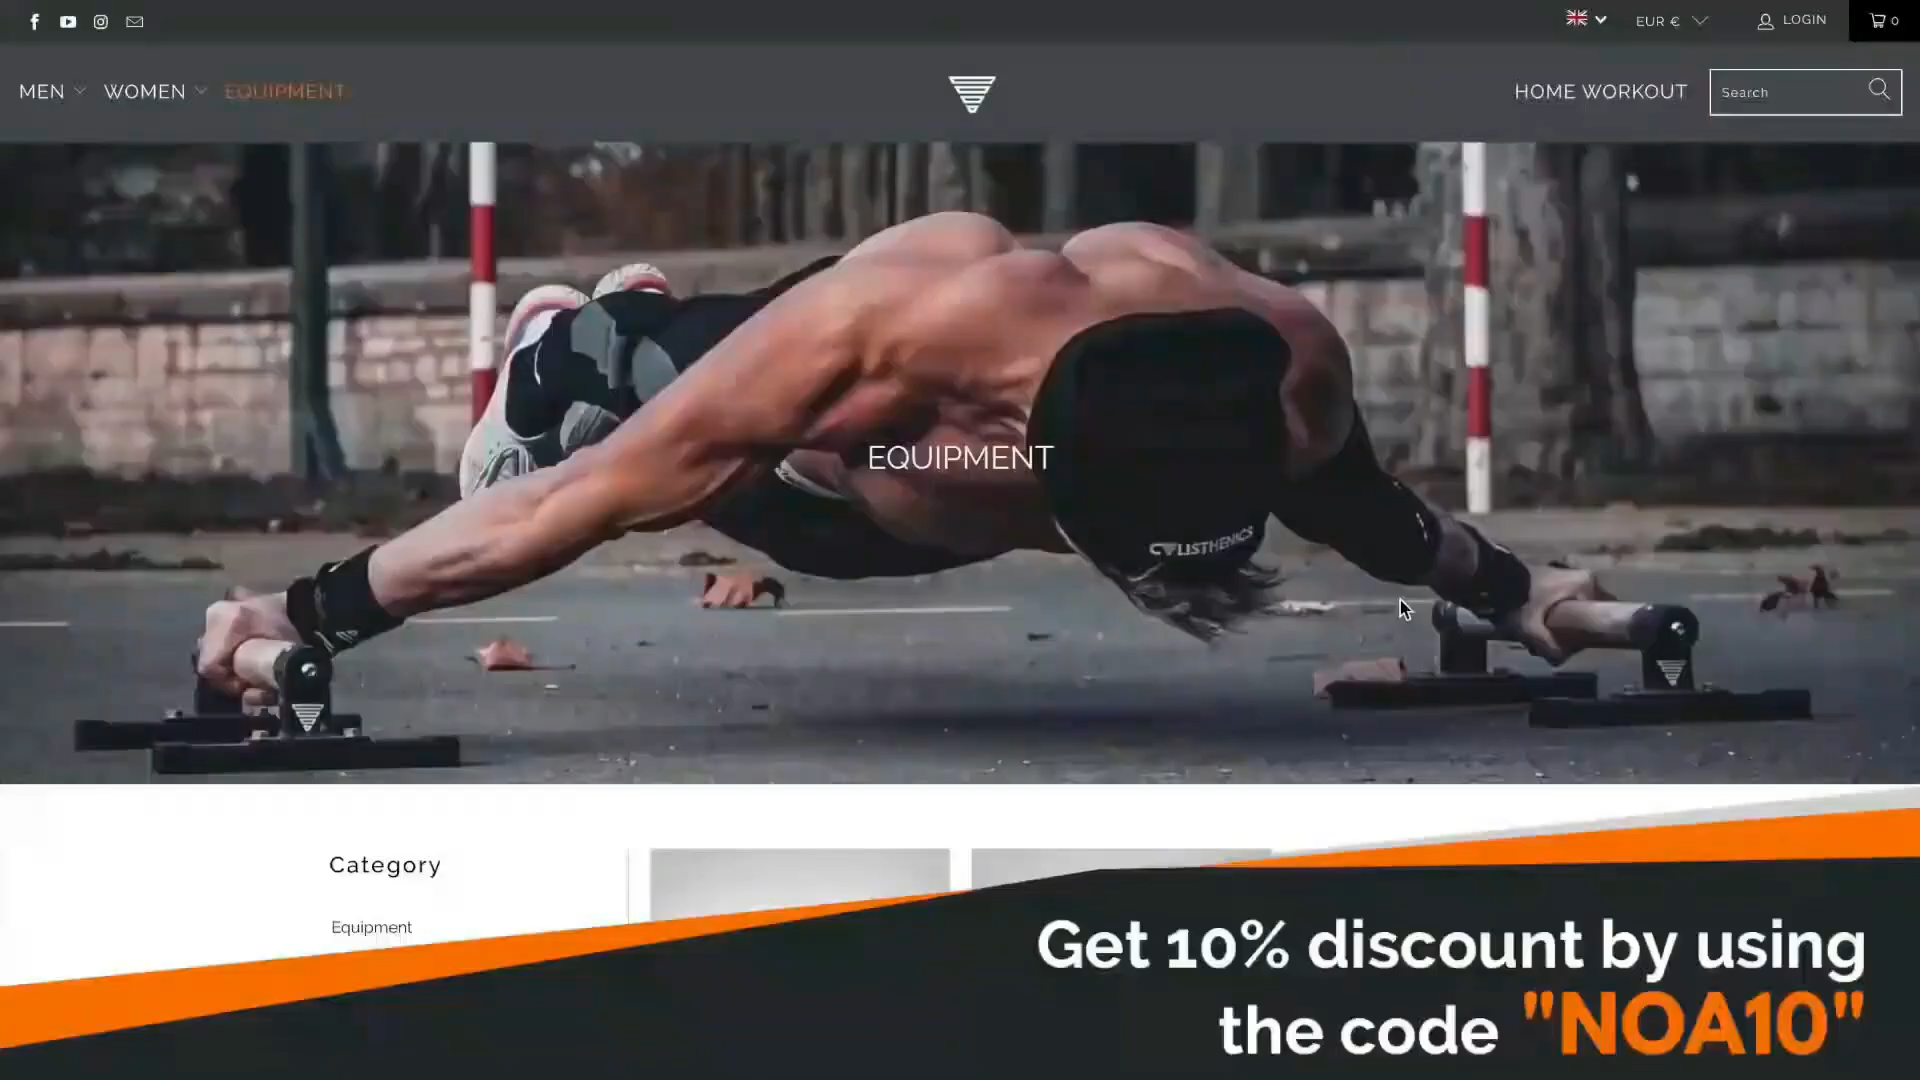 EUR €
LOGIN
0
MEN
WOMEN
EQUIPMENT
HOME WORKOUT
Search
EQUIPMENT
CALISTHENICS
Category
Equipment
Get 10% discount by using
the code "NOA10"